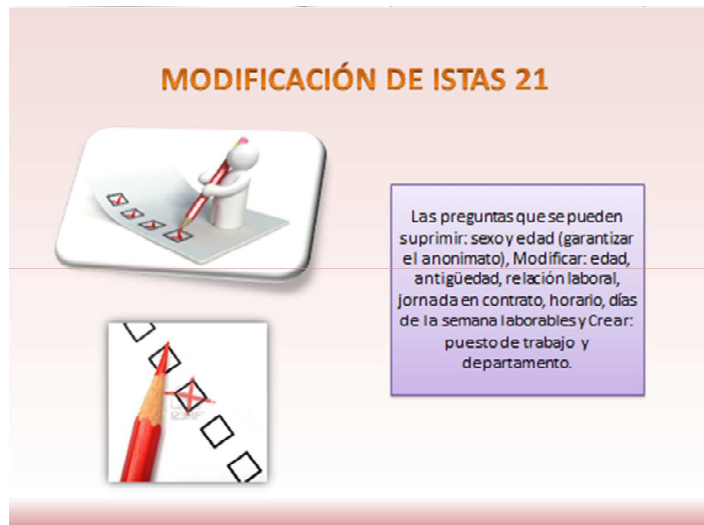 MODIFICACIÓN DE ISTAS 21
Las preguntas que se pueden
suprimir: sexo y edad (garantizar
el anonimato), Modificar: edad,
antigüedad, relación laboral,
jornada en contrato, horario, días
de la semana laborables y Crear:
puesto de trabajo y
departamento.
123RF